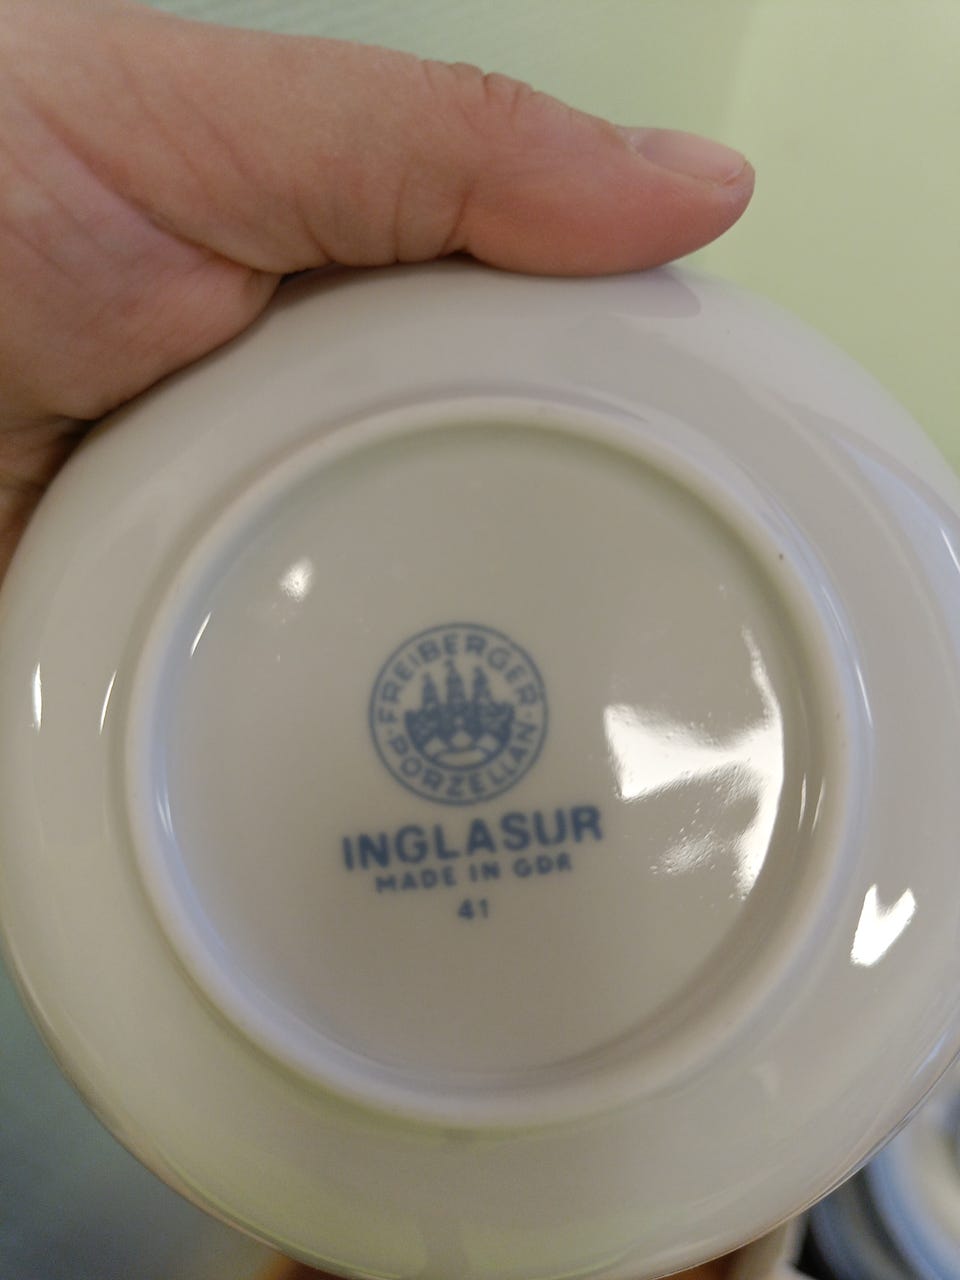 FREIBERGER
· PORZELLAN ·
INGLASUR
MADE IN GDR
41